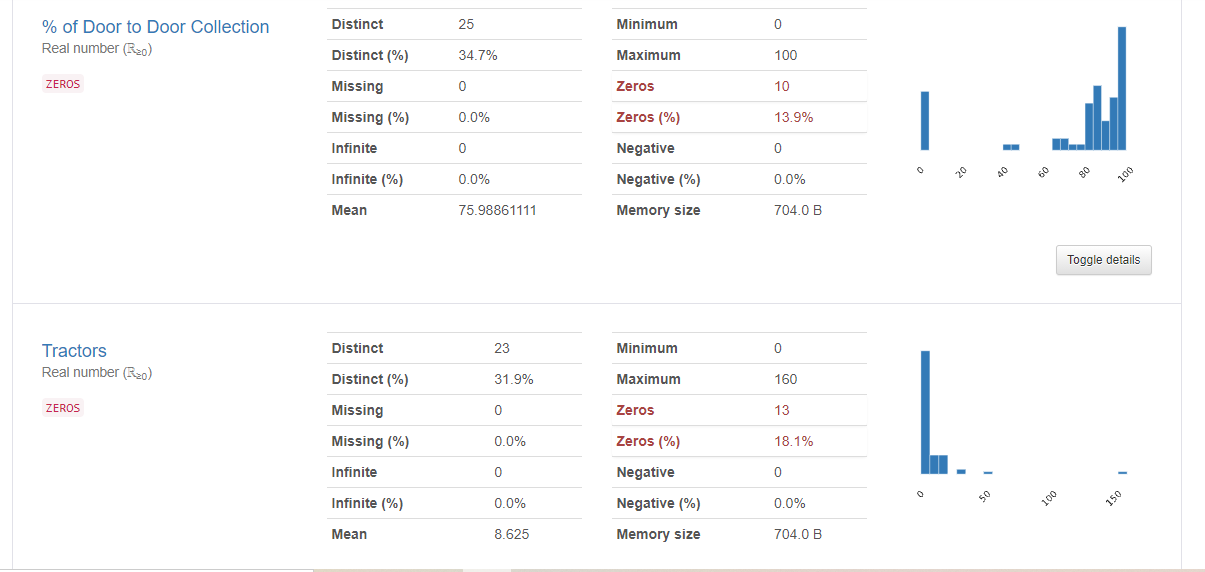 % of Door to Door Collection
Real number (ℝ≥0)
ZEROS
Distinct 25
Distinct (%) 34.7%
Missing 0
Missing (%) 0.0%
Infinite 0
Infinite (%) 0.0%
Mean 75.98861111
Minimum 0
Maximum 100
Zeros 10
Zeros (%) 13.9%
Negative 0
Negative (%) 0.0%
Memory size 704.0 B
0 20 40 60 80 100
Toggle details
Tractors
Real number (ℝ≥0)
ZEROS
Distinct 23
Distinct (%) 31.9%
Missing 0
Missing (%) 0.0%
Infinite 0
Infinite (%) 0.0%
Mean 8.625
Minimum 0
Maximum 160
Zeros 13
Zeros (%) 18.1%
Negative 0
Negative (%) 0.0%
Memory size 704.0 B
0 50 100 150